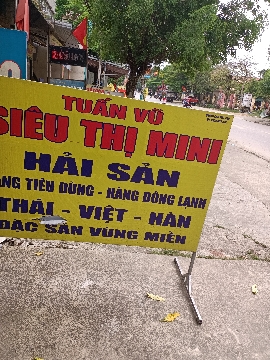 TUẤN VŨ
SIÊU THỊ MINI
HẢI SẢN
HÀNG TIÊU DÙNG - HÀNG ĐÔNG LẠNH
THÁI - VIỆT - HÀN
ĐẶC SẢN VÙNG MIỀN